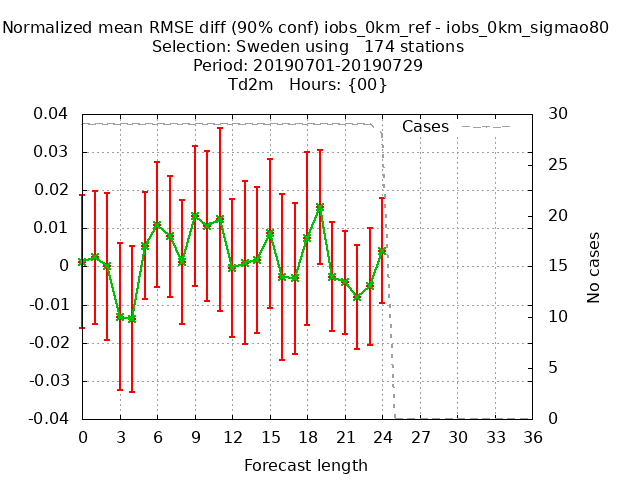 Normalized mean RMSE diff (90% conf) iobs_0km_ref - iobs_0km_sigmao80
Selection: Sweden using 174 stations
Period: 20190701-20190729
Td2m Hours: {00}
Cases
0.04
0.03
0.02
0.01
0
-0.01
-0.02
-0.03
-0.04
30
25
20
15
10
5
0
No cases
0 3 6 9 12 15 18 21 24 27 30 33 36
Forecast length